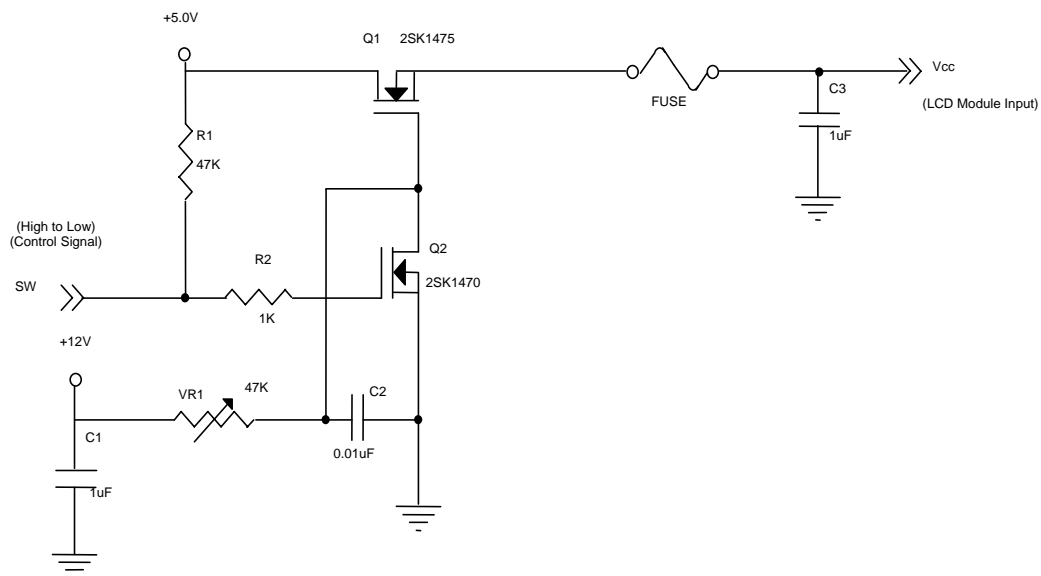 +5.0V
Q1 2SK1475
Vcc
FUSE
C3
(LCD Module Input)
R1
1uF
47K
(High to Low)
(Control Signal)
Q2
R2
2SK1470
SW
1K
+12V
VR1
47K
C2
C1
0.01uF
1uF